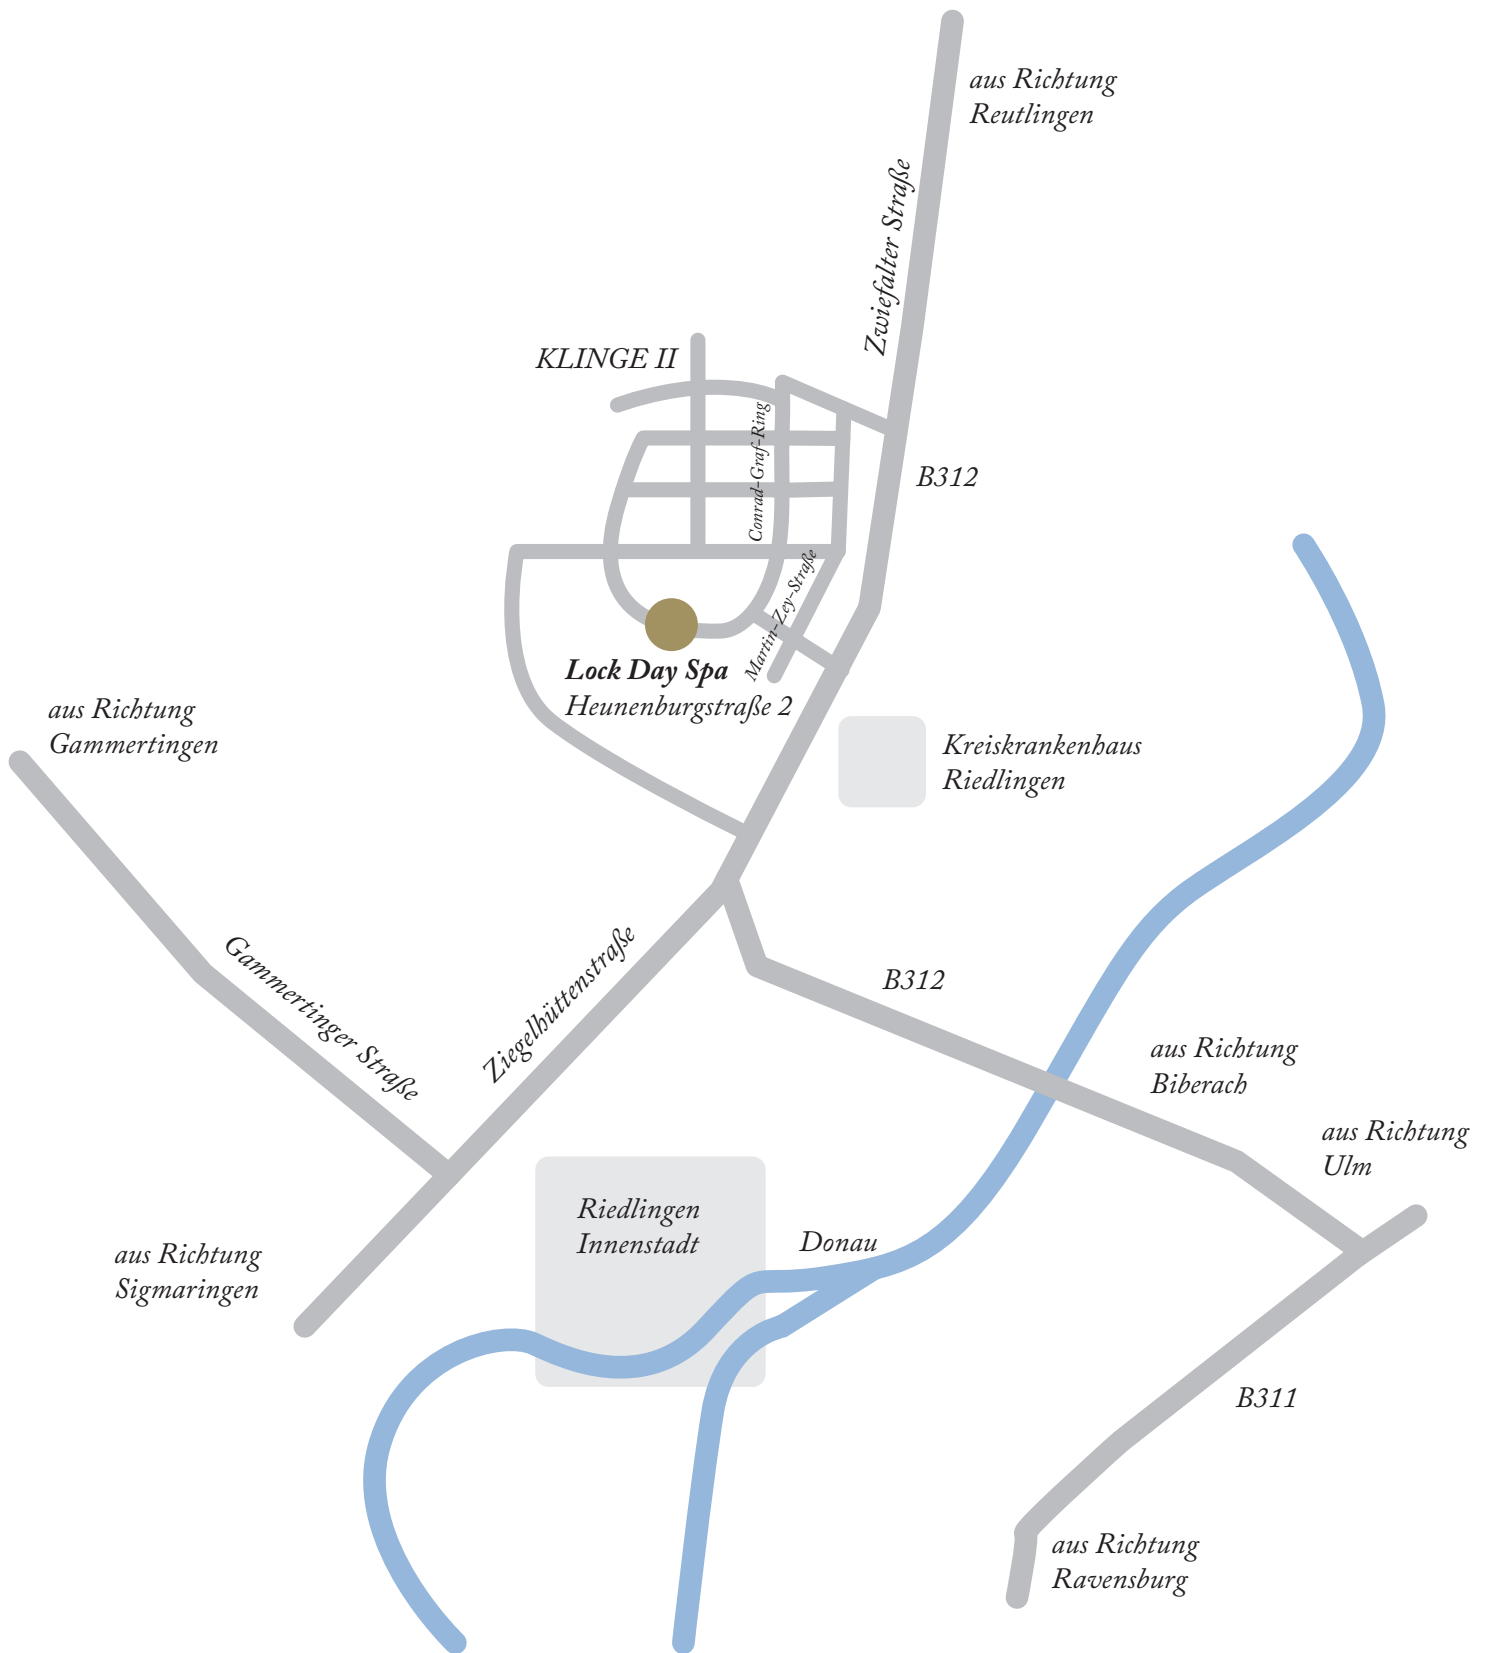 aus Richtung
Reutlingen
Zwiefalter Straße
KLINGE II
Conrad-Graf-Ring
B312
Martin-Zey-Straße
Lock Day Spa
Heunenburgstraße 2
aus Richtung
Gammertingen
Kreiskrankenhaus
Riedlingen
Gammertinger Straße
Ziegelhüttenstraße
B312
aus Richtung
Biberach
aus Richtung
Ulm
Riedlingen
Innenstadt
Donau
aus Richtung
Sigmaringen
B311
aus Richtung
Ravensburg